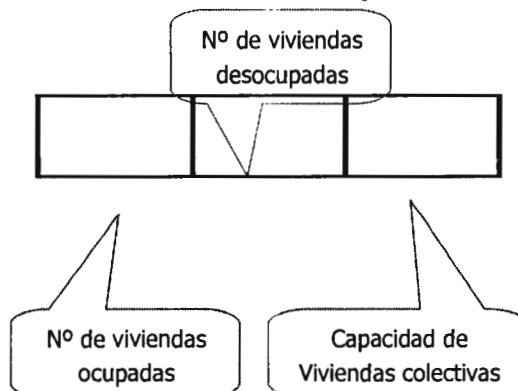 Nº de viviendas
desocupadas
Nº de viviendas
ocupadas
Capacidad de
Viviendas colectivas